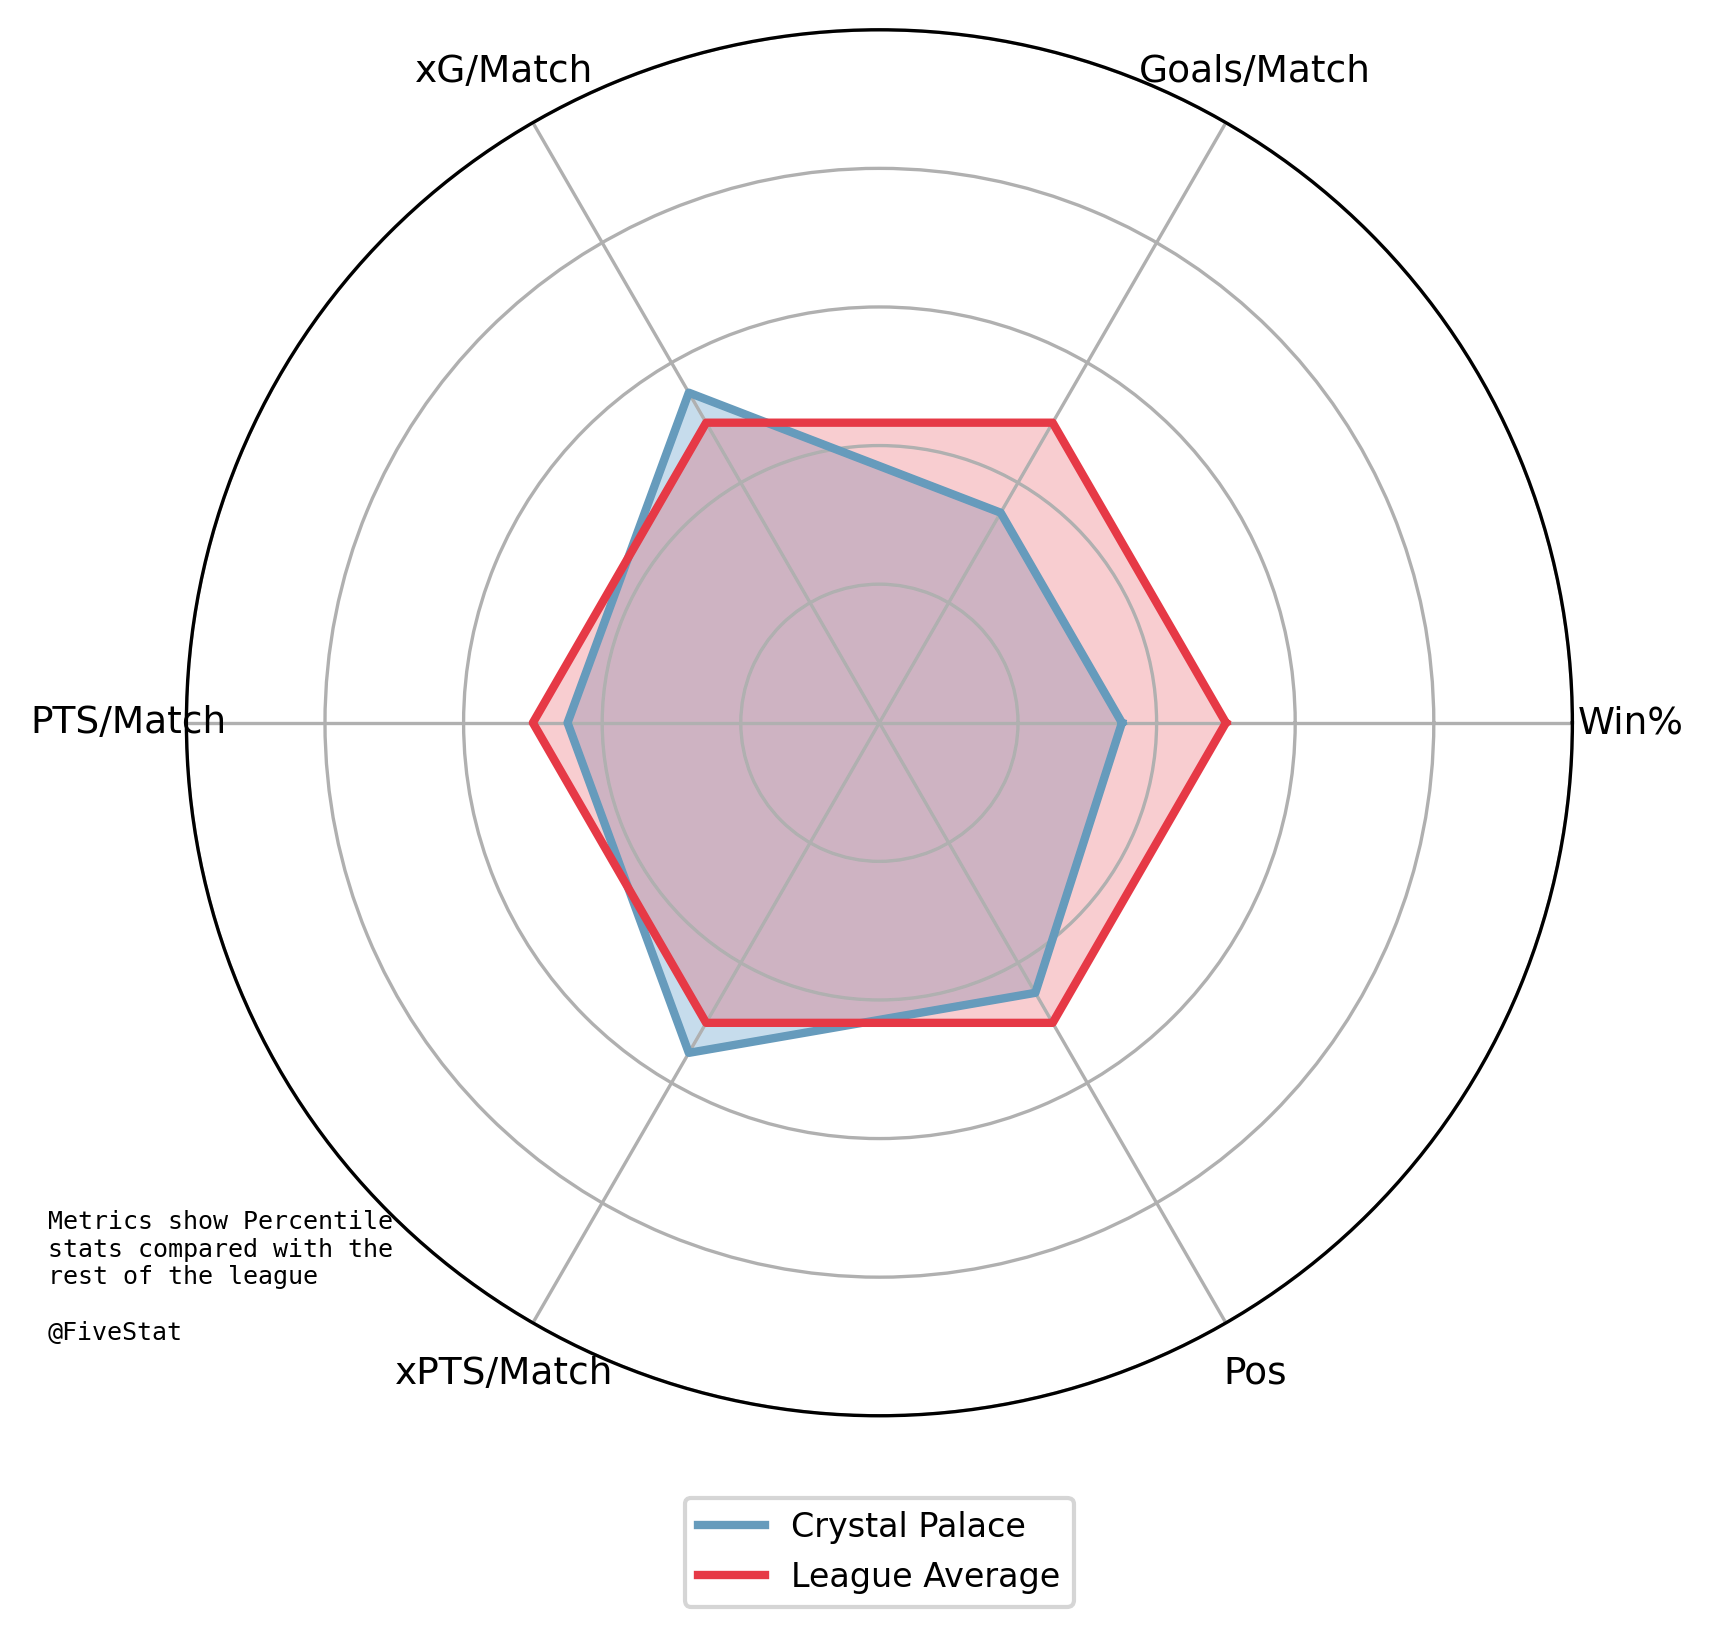 xG/Match
Goals/Match
PTS/Match
Win%
Metrics show Percentile
stats compared with the
rest of the league
@FiveStat
xPTS/Match
Pos
Crystal Palace
League Average